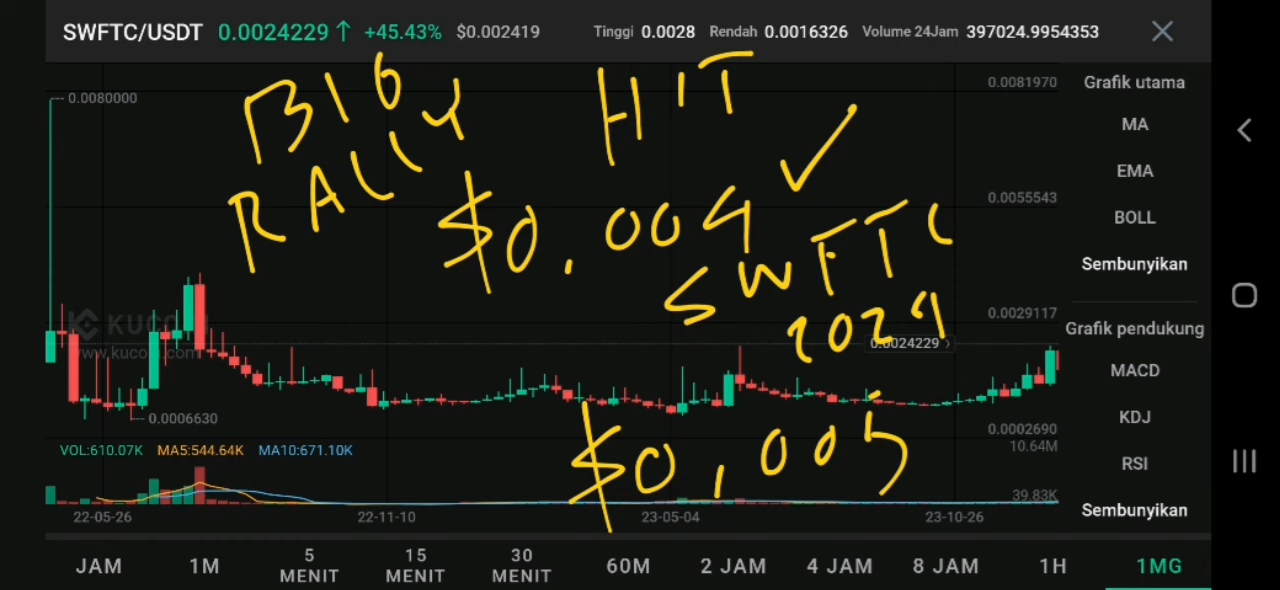 SWFTC/USDT 0.0024229 ↑ +45.43% $0.002419 Tinggi 0.0028 Rendah 0.0016326 Volume 24Jam 397024.9954353
0.0080000
0.0081970
Grafik utama
BIG
HIT
MA
RALLY
EMA
$0.004
0.0055543
BOLL
SWFTC
Sembunyikan
KUCOIN
www.kucoin.com
2024
0.0029117
Grafik pendukung
0.0024229
MACD
0.0006630
$0,005
0.0002690
KDJ
VOL:610.07K MA5:544.64K MA10:671.10K
10.64M
RSI
39.83K
22-05-26 22-11-10 23-05-04 23-10-26
Sembunyikan
JAM 1M 5 MENIT 15 MENIT 30 MENIT 60M 2 JAM 4 JAM 8 JAM 1H 1MG